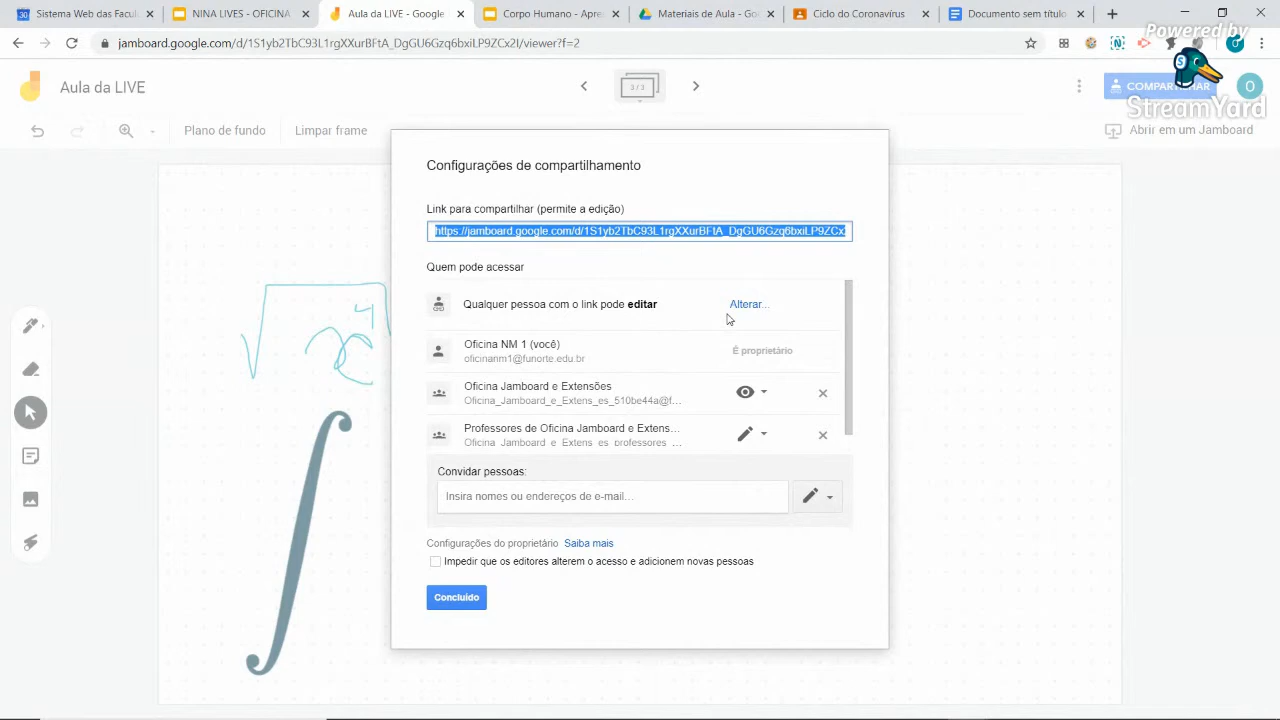 Sistema Web da Facul
NINA LIVES - OFICINA
Aula da LIVE - Google
Corpo Humano - Apre
Materiais de Aula - Go
Ciclo do Coronavirus
Documento sem título
jamboard.google.com/d/1S1yb2TbC93L1rgXXurBFtA_DgGU6Gzq6bxiLP9ZCx2I/viewer?f=2
Powered by
StreamYard
Aula da LIVE
3 / 3
COMPARTILHAR
O
Plano de fundo
Limpar frame
Abrir em um Jamboard
Configurações de compartilhamento
Link para compartilhar (permite a edição)
https://jamboard.google.com/d/1S1yb2TbC93L1rgXXurBFtA_DgGU6Gzq6bxiLP9ZCx
Quem pode acessar
Qualquer pessoa com o link pode editar
Alterar...
Oficina NM 1 (você)
oficinanm1@funorte.edu.br
É proprietário
Oficina Jamboard e Extensões
Oficina_Jamboard_e_Extens_es_510be44a@f...
Professores de Oficina Jamboard e Extens...
Oficina_Jamboard_e_Extens_es_professores_...
Convidar pessoas:
Insira nomes ou endereços de e-mail...
Configurações do proprietário Saiba mais
Impedir que os editores alterem o acesso e adicionem novas pessoas
Concluído
√x⁴
∫